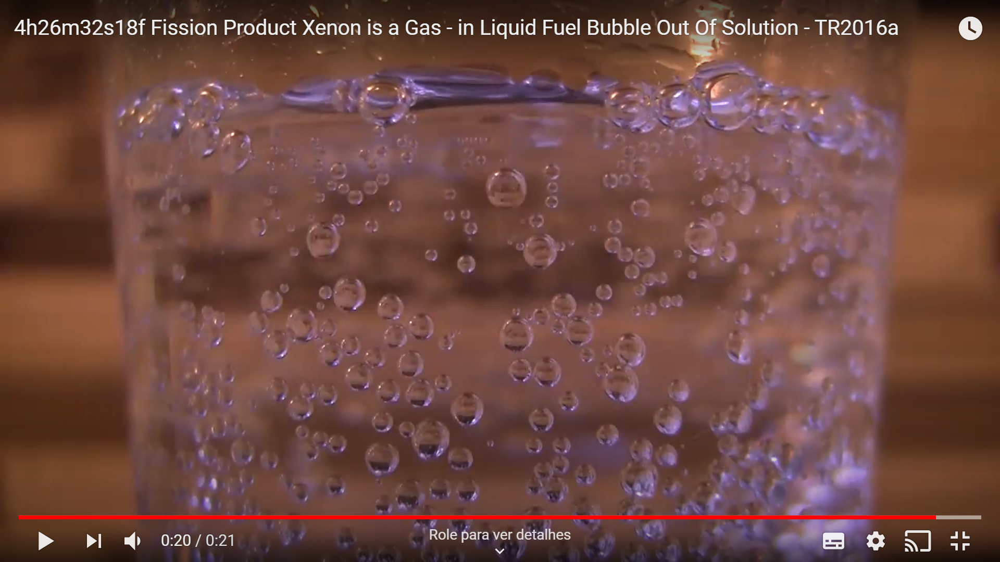 4h26m32s18f Fission Product Xenon is a Gas - in Liquid Fuel Bubble Out Of Solution - TR2016a
0:20 / 0:21
Role para ver detalhes